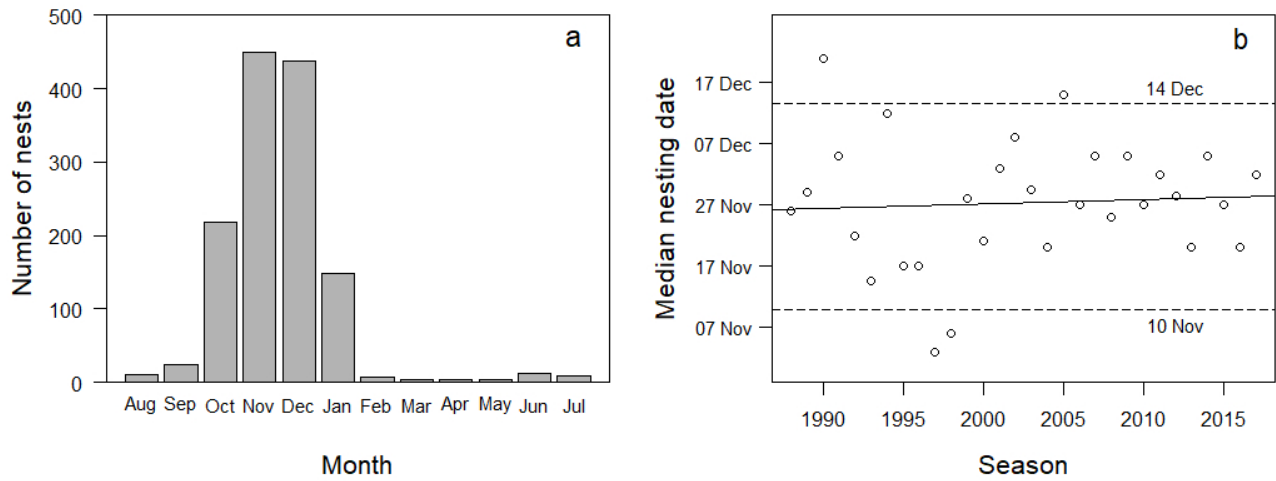 a
Number of nests
500
400
300
200
100
0
Aug Sep Oct Nov Dec Jan Feb Mar Apr May Jun Jul
Month
b
Median nesting date
17 Dec
07 Dec
27 Nov
17 Nov
07 Nov
14 Dec
10 Nov
1990 1995 2000 2005 2010 2015
Season